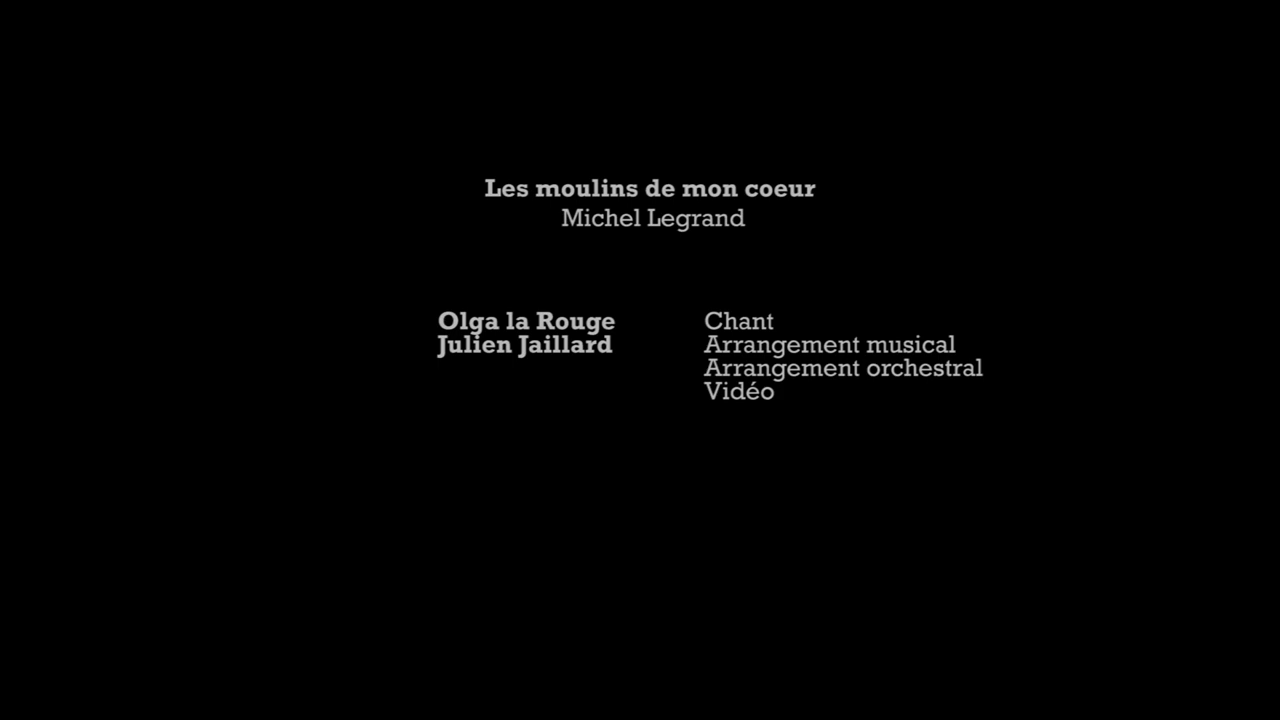 Les moulins de mon coeur
Michel Legrand
Olga la Rouge Chant
Julien Jaillard Arrangement musical
Arrangement orchestral
Vidéo